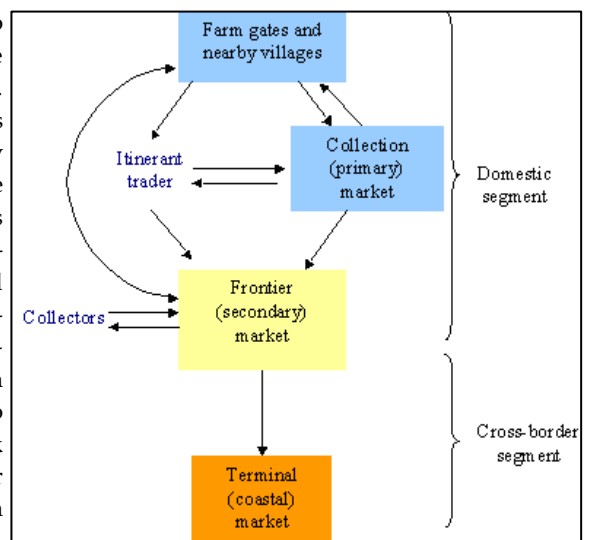 Farm gates and
nearby villages
Itinerant
trader
Collection
(primary)
market
Domestic
segment
Frontier
(secondary)
market
Collectors
Cross-border
segment
Terminal
(coastal)
market